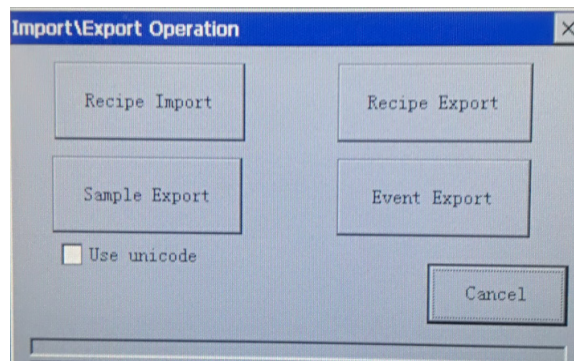 Import\Export Operation
Recipe Import
Recipe Export
Sample Export
Event Export
Use unicode
Cancel